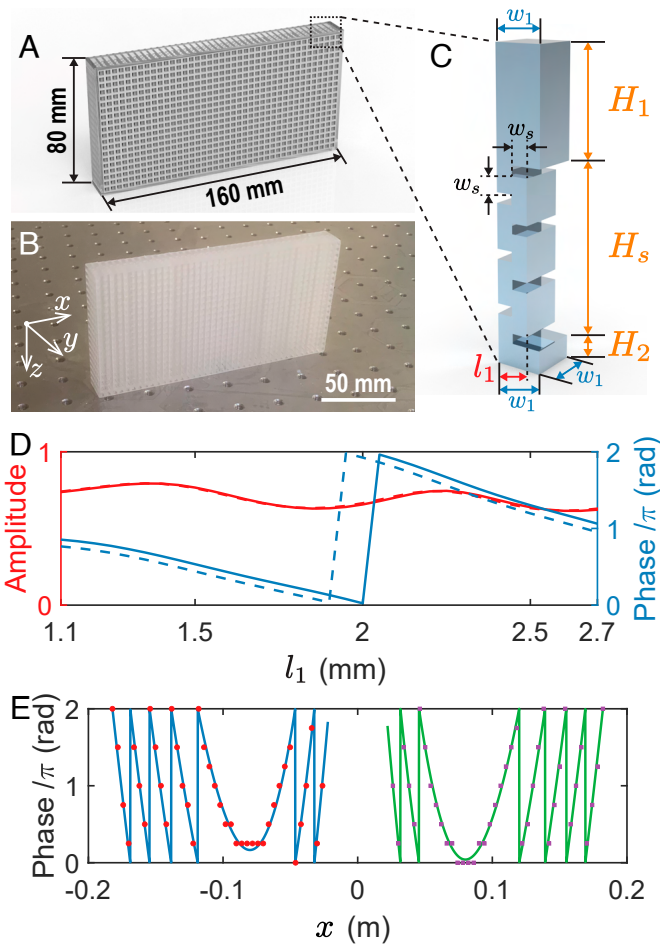 A
80 mm
160 mm
B
x
y
z
50 mm
C
w₁
H₁
wₛ
wₛ
Hₛ
H₂
l₁
w₁
w₁
D
Amplitude
1
0
Phase /π (rad)
2
1
0
1.1 1.5 2 2.5 2.7
l₁ (mm)
E
Phase /π (rad)
2
1
0
-0.2 -0.1 0 0.1 0.2
x (m)